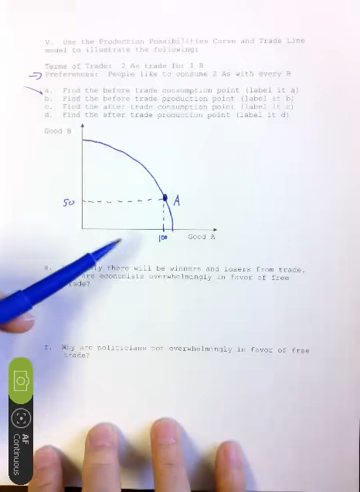 V. Use the Production Possibilities Curve and Trade Line
model to illustrate the following:
Terms of Trade: 2 As trade for 1 B
Preferences: People like to consume 2 As with every B
a. Find the before trade consumption point (label it a)
b. Find the before trade production point (label it b)
c. Find the after trade consumption point (label it c)
d. Find the after trade production point (label it d)
Good B
50
A
100
Good A
there will be winners and losers from trade.
economists overwhelmingly in favor of free
trade?
f. Why are politicians not overwhelmingly in favor of free
trade?
AF
Continuous